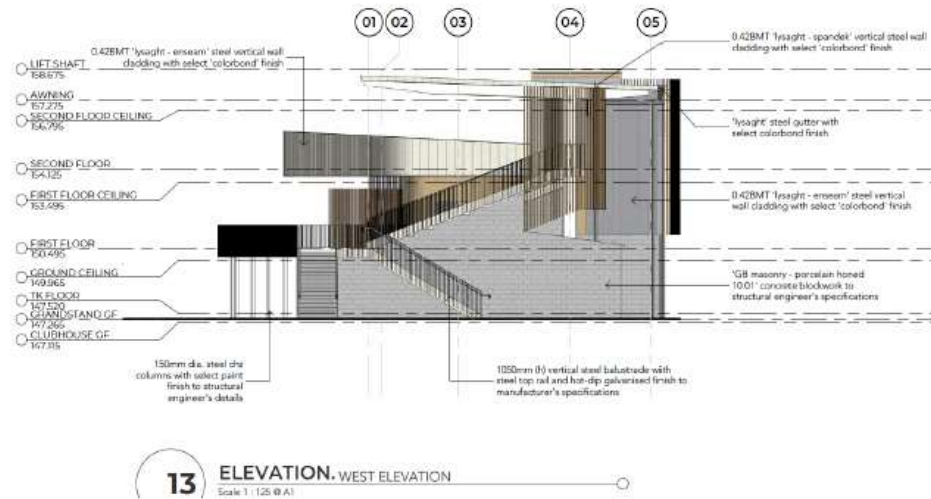 01 02 03 04 05
0.42BMT 'lysaght - enseam' steel vertical wall
cladding with select 'colorbond' finish
0.42BMT 'lysaght - spandek' vertical steel wall
cladding with select 'colorbond' finish
LIFT SHAFT
158.675
AWNING
157.275
SECOND FLOOR CEILING
156.795
'lysaght' steel gutter with
select colorbond finish
SECOND FLOOR
154.125
FIRST FLOOR CEILING
153.495
0.42BMT 'lysaght - enseam' steel vertical
wall cladding with select 'colorbond' finish
FIRST FLOOR
150.495
GROUND CEILING
149.965
'GB masonry - porcelain honed
10.01' concrete blockwork to
structural engineer's specifications
TK FLOOR
147.520
GRANDSTAND GF
147.265
CLUBHOUSE GF
147.115
150mm dia. steel chs
columns with select paint
finish to structural
engineer's details
1050mm (h) vertical steel balustrade with
steel top rail and hot-dip galvanised finish to
manufacturer's specifications
13
ELEVATION. WEST ELEVATION
Scale 1 : 125 @ A1